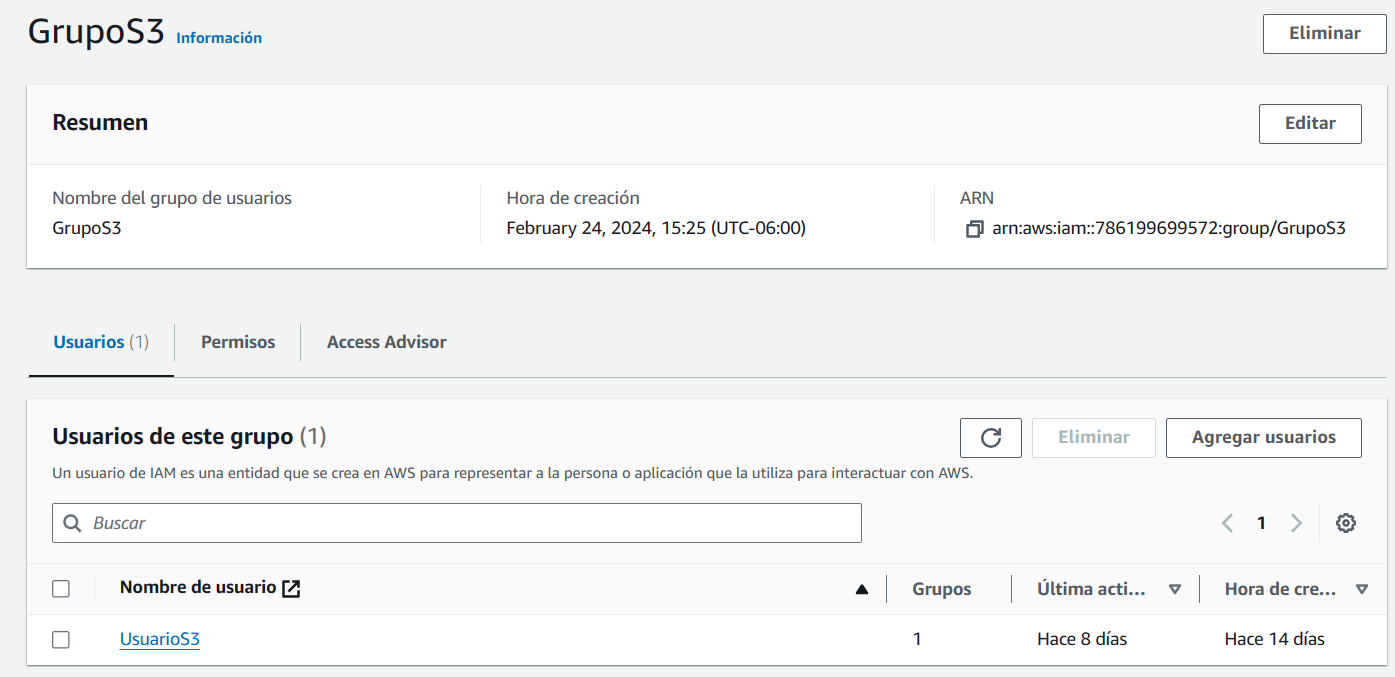 GrupoS3 Información
Eliminar
Resumen
Editar
Nombre del grupo de usuarios
GrupoS3
Hora de creación
February 24, 2024, 15:25 (UTC-06:00)
ARN
arn:aws:iam::786199699572:group/GrupoS3
Usuarios (1)
Permisos
Access Advisor
Usuarios de este grupo (1)
Eliminar
Agregar usuarios
Un usuario de IAM es una entidad que se crea en AWS para representar a la persona o aplicación que la utiliza para interactuar con AWS.
Buscar
1
Nombre de usuario
Grupos
Última acti...
Hora de cre...
UsuarioS3
1
Hace 8 días
Hace 14 días